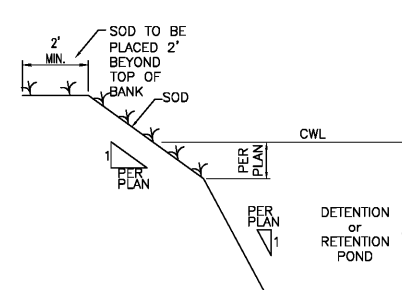 SOD TO BE
PLACED 2'
BEYOND
TOP OF
BANK
2'
MIN.
SOD
CWL
PER
PLAN
1
PER
PLAN
PER
PLAN
1
DETENTION
or
RETENTION
POND